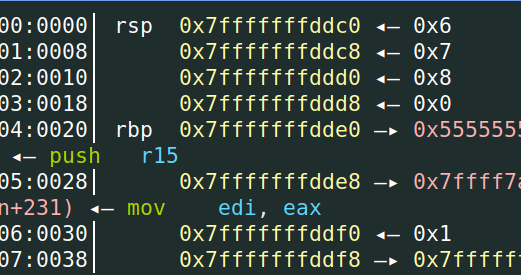 00:0000│ rsp 0x7fffffffddc0 ◂— 0x6
01:0008│ 0x7fffffffddc8 ◂— 0x7
02:0010│ 0x7fffffffddd0 ◂— 0x8
03:0018│ 0x7fffffffddd8 ◂— 0x0
04:0020│ rbp 0x7fffffffdde0 —▸ 0x5555555
◂— push r15
05:0028│ 0x7fffffffdde8 —▸ 0x7ffff7a
n+231) ◂— mov edi, eax
06:0030│ 0x7fffffffddf0 ◂— 0x1
07:0038│ 0x7fffffffddf8 —▸ 0x7ffffff